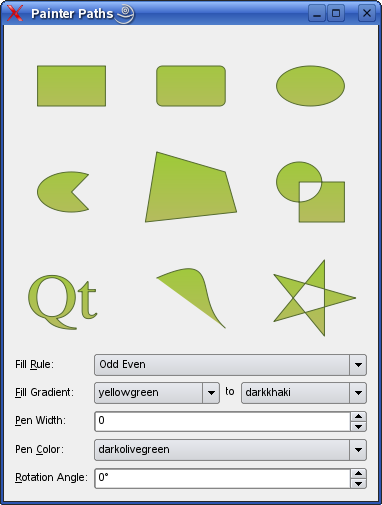 Painter Paths
Qt
Fill Rule: Odd Even
Fill Gradient: yellowgreen to darkkhaki
Pen Width: 0
Pen Color: darkolivegreen
Rotation Angle: 0°